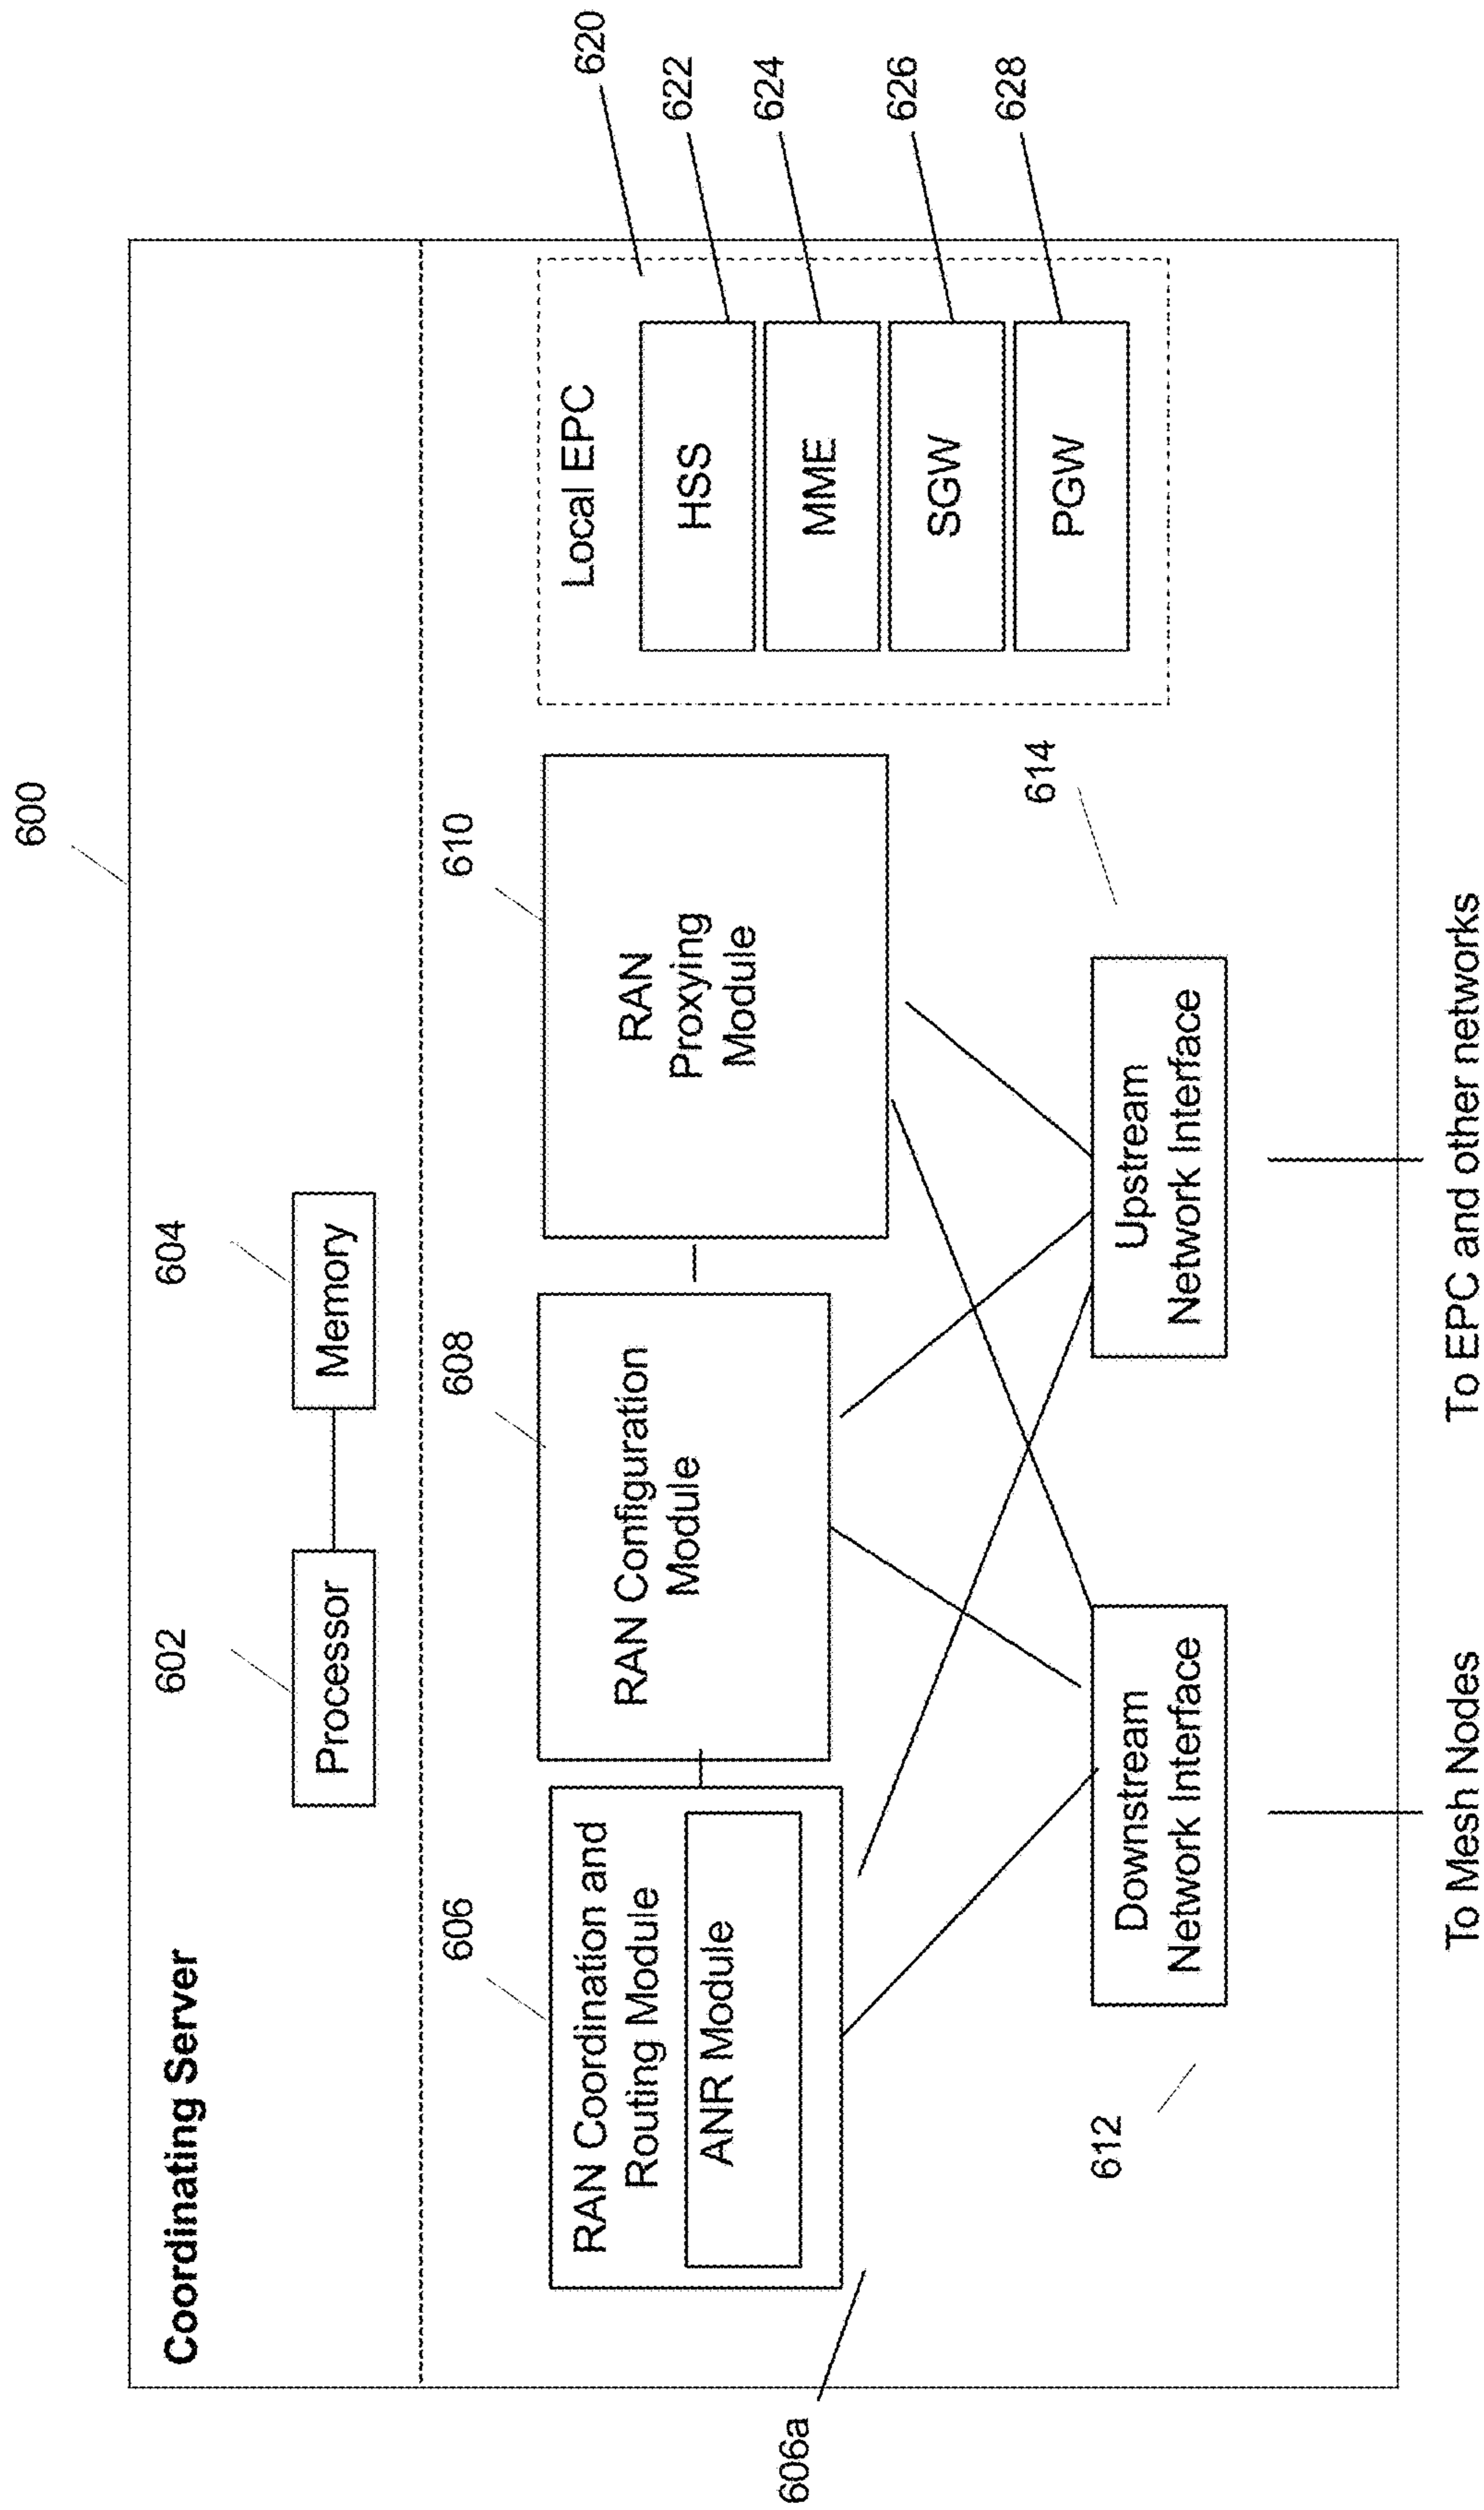 600
Coordinating Server
602
604
Processor
Memory
606
608
610
620
RAN Coordination and
Routing Module
ANR Module
RAN Configuration
Module
RAN
Proxying
Module
Local EPC
HSS
622
MME
624
SGW
626
PGW
628
606a
612
Downstream
Network Interface
Upstream
Network Interface
614
To Mesh Nodes
To EPC and other networks